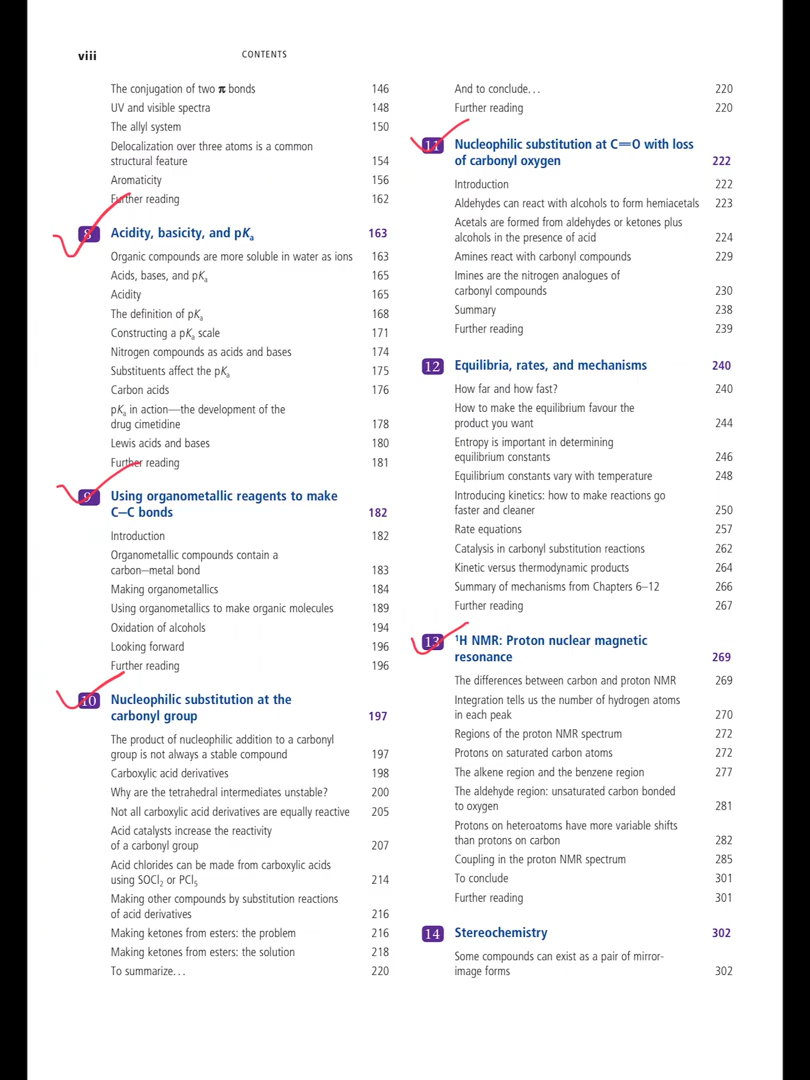 viii
CONTENTS
The conjugation of two π bonds 146
UV and visible spectra 148
The allyl system 150
Delocalization over three atoms is a common
structural feature 154
Aromaticity 156
Further reading 162
8 Acidity, basicity, and pKa 163
Organic compounds are more soluble in water as ions 163
Acids, bases, and pKa 165
Acidity 165
The definition of pKa 168
Constructing a pKa scale 171
Nitrogen compounds as acids and bases 174
Substituents affect the pKa 175
Carbon acids 176
pKa in action—the development of the
drug cimetidine 178
Lewis acids and bases 180
Further reading 181
9 Using organometallic reagents to make
C–C bonds 182
Introduction 182
Organometallic compounds contain a
carbon–metal bond 183
Making organometallics 184
Using organometallics to make organic molecules 189
Oxidation of alcohols 194
Looking forward 196
Further reading 196
10 Nucleophilic substitution at the
carbonyl group 197
The product of nucleophilic addition to a carbonyl
group is not always a stable compound 197
Carboxylic acid derivatives 198
Why are the tetrahedral intermediates unstable? 200
Not all carboxylic acid derivatives are equally reactive 205
Acid catalysts increase the reactivity
of a carbonyl group 207
Acid chlorides can be made from carboxylic acids
using SOCl2 or PCl5 214
Making other compounds by substitution reactions
of acid derivatives 216
Making ketones from esters: the problem 216
Making ketones from esters: the solution 218
To summarize... 220
And to conclude... 220
Further reading 220
11 Nucleophilic substitution at C=O with loss
of carbonyl oxygen 222
Introduction 222
Aldehydes can react with alcohols to form hemiacetals 223
Acetals are formed from aldehydes or ketones plus
alcohols in the presence of acid 224
Amines react with carbonyl compounds 229
Imines are the nitrogen analogues of
carbonyl compounds 230
Summary 238
Further reading 239
12 Equilibria, rates, and mechanisms 240
How far and how fast? 240
How to make the equilibrium favour the
product you want 244
Entropy is important in determining
equilibrium constants 246
Equilibrium constants vary with temperature 248
Introducing kinetics: how to make reactions go
faster and cleaner 250
Rate equations 257
Catalysis in carbonyl substitution reactions 262
Kinetic versus thermodynamic products 264
Summary of mechanisms from Chapters 6–12 266
Further reading 267
13 1H NMR: Proton nuclear magnetic
resonance 269
The differences between carbon and proton NMR 269
Integration tells us the number of hydrogen atoms
in each peak 270
Regions of the proton NMR spectrum 272
Protons on saturated carbon atoms 272
The alkene region and the benzene region 277
The aldehyde region: unsaturated carbon bonded
to oxygen 281
Protons on heteroatoms have more variable shifts
than protons on carbon 282
Coupling in the proton NMR spectrum 285
To conclude 301
Further reading 301
14 Stereochemistry 302
Some compounds can exist as a pair of mirror-
image forms 302